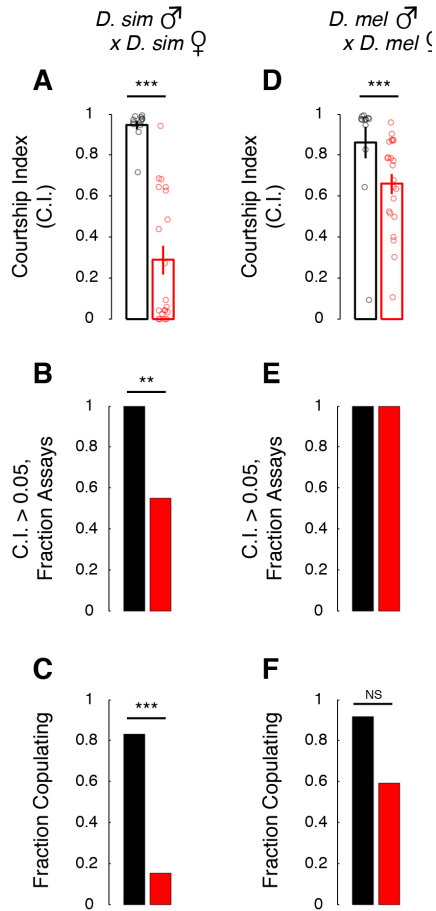 D. sim ♂
x D. sim ♀
D. mel ♂
x D. mel ♀
A
***
Courtship Index
(C.I.)
1
0.8
0.6
0.4
0.2
0
D
***
Courtship Index
(C.I.)
1
0.8
0.6
0.4
0.2
0
B
**
C.I. > 0.05,
Fraction Assays
1
0.8
0.6
0.4
0.2
0
E
C.I. > 0.05,
Fraction Assays
1
0.8
0.6
0.4
0.2
0
C
***
Fraction Copulating
1
0.8
0.6
0.4
0.2
0
F
NS
Fraction Copulating
1
0.8
0.6
0.4
0.2
0